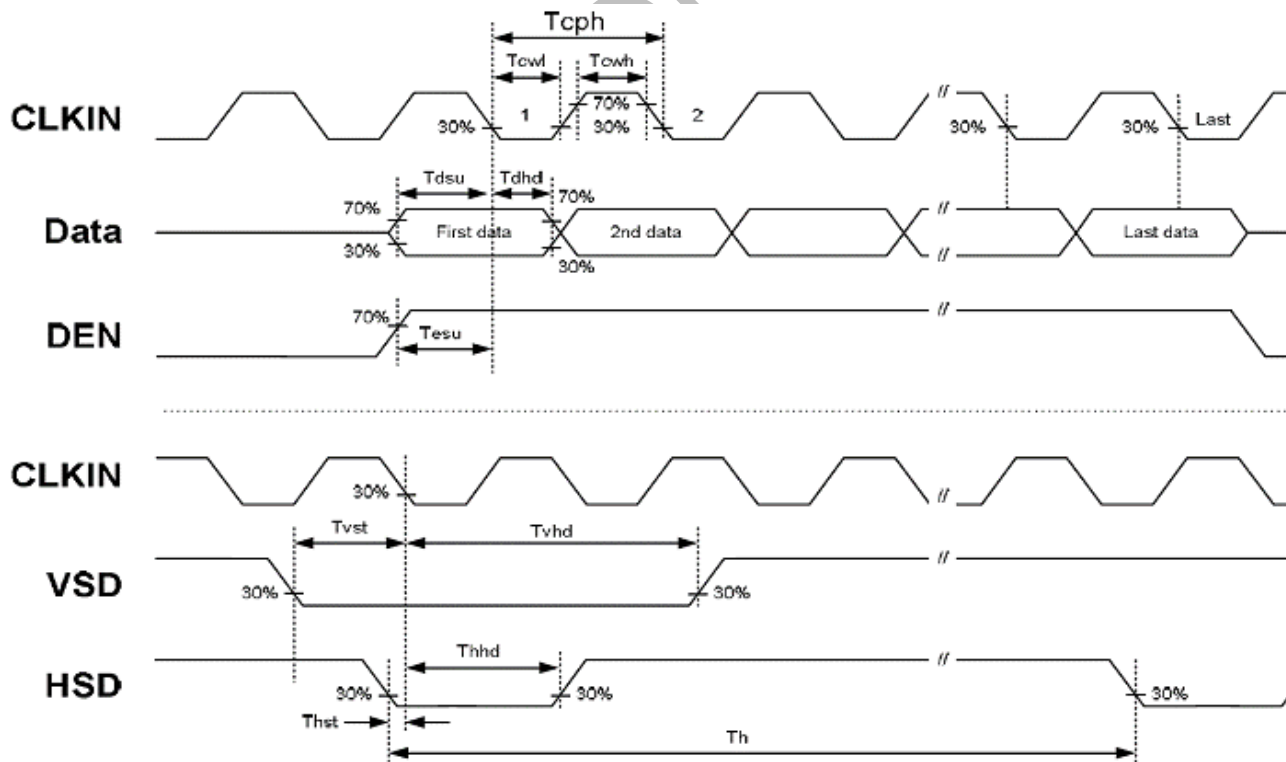 Tcph
Tcwl Tcwh
CLKIN 30% 1 70% 30% 2 30% 30% Last
Tdsu Tdhd
Data 70% 30% First data 70% 30% 2nd data // Last data
DEN 70% Tesu //
CLKIN 30% //
Tvst Tvhd
VSD 30% 30% //
Thhd
HSD 30% 30% // 30%
Thst
Th